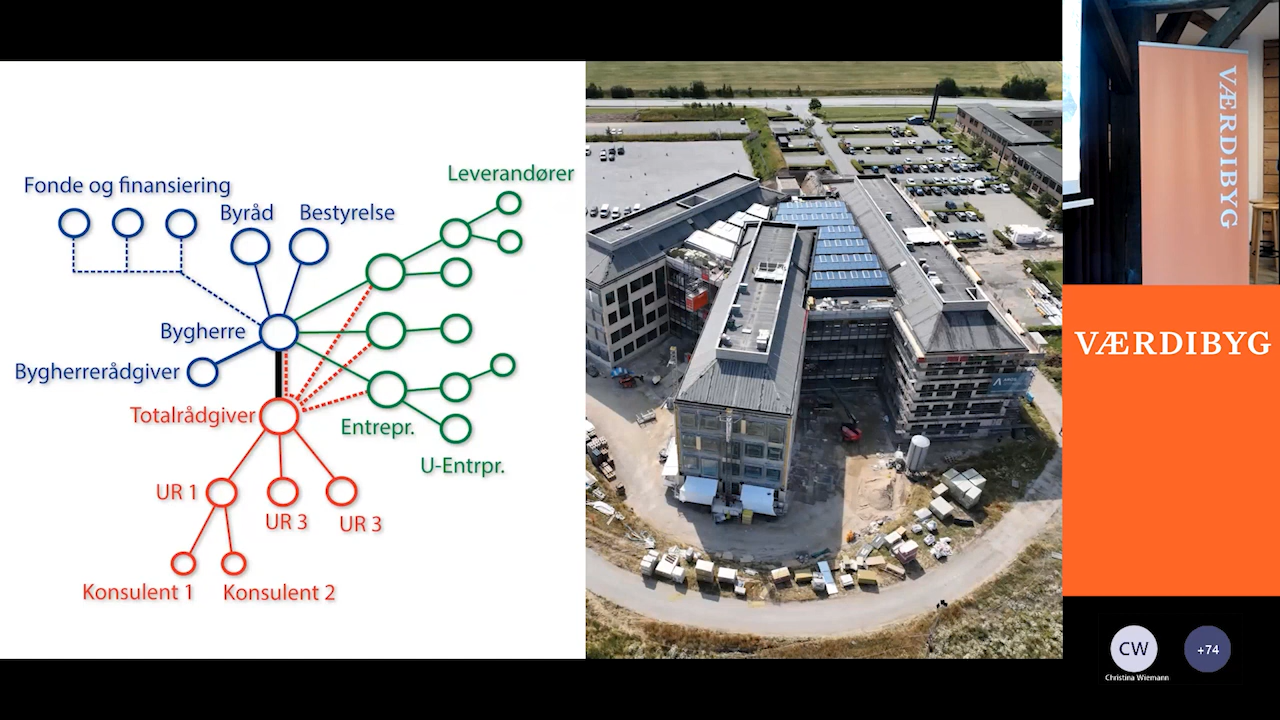 Fonde og finansiering
Byråd
Bestyrelse
Leverandører
Bygherre
Bygherrerådgiver
Totalrådgiver
Entrepr.
U-Entrpr.
UR 1
UR 3
UR 3
Konsulent 1
Konsulent 2
VÆRDIBYG
VÆRDIBYG
CW
+74
Christina Wiemann